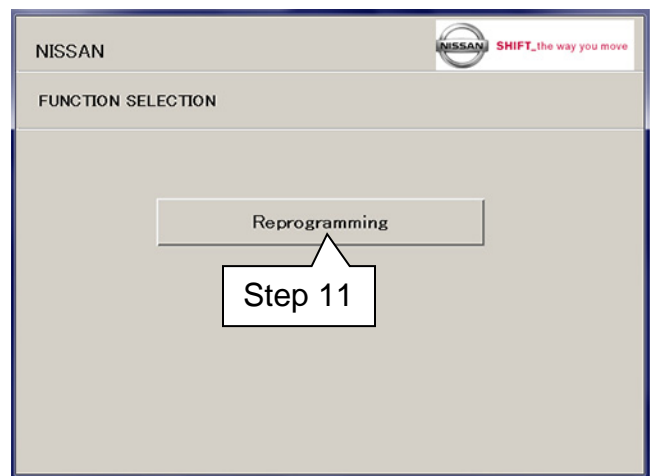 NISSAN
NISSAN SHIFT_the way you move
FUNCTION SELECTION
Reprogramming
Step 11